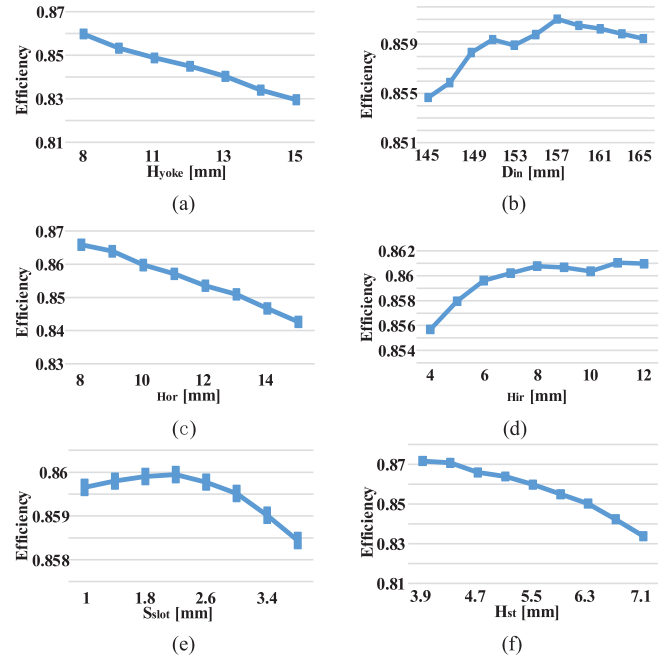 0.87
0.85
0.83
0.81
Efficiency
8 11 13 15
Hyoke [mm]
(a)
0.859
0.855
0.851
Efficiency
145 149 153 157 161 165
Din [mm]
(b)
0.87
0.86
0.85
0.84
0.83
Efficiency
8 10 12 14
Hor [mm]
(c)
0.862
0.86
0.858
0.856
0.854
Efficiency
4 6 8 10 12
Hir [mm]
(d)
0.86
0.859
0.858
Efficiency
1 1.8 2.6 3.4
Sslot [mm]
(e)
0.87
0.85
0.83
0.81
Efficiency
3.9 4.7 5.5 6.3 7.1
Hst [mm]
(f)